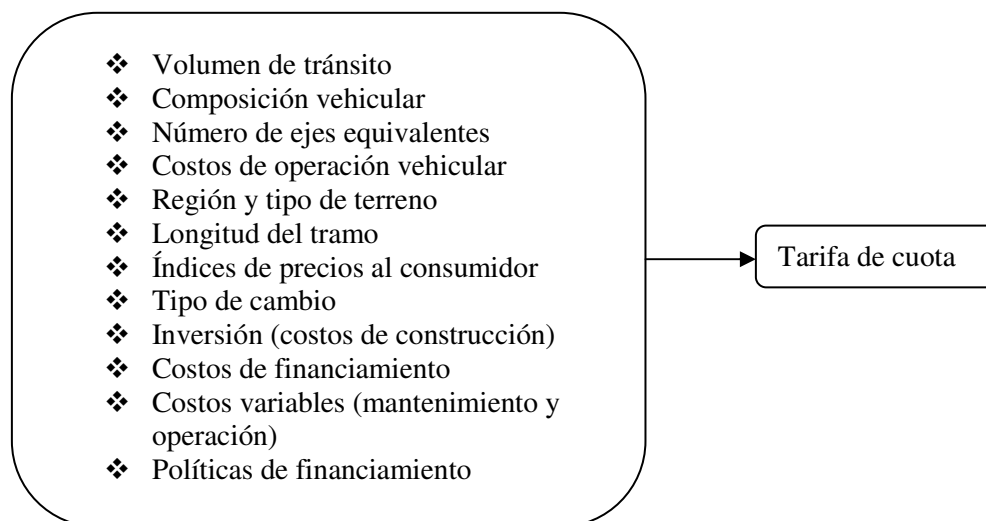 ❖ Volumen de tránsito
❖ Composición vehicular
❖ Número de ejes equivalentes
❖ Costos de operación vehicular
❖ Región y tipo de terreno
❖ Longitud del tramo
❖ Índices de precios al consumidor
❖ Tipo de cambio
❖ Inversión (costos de construcción)
❖ Costos de financiamiento
❖ Costos variables (mantenimiento y
operación)
❖ Políticas de financiamiento
Tarifa de cuota